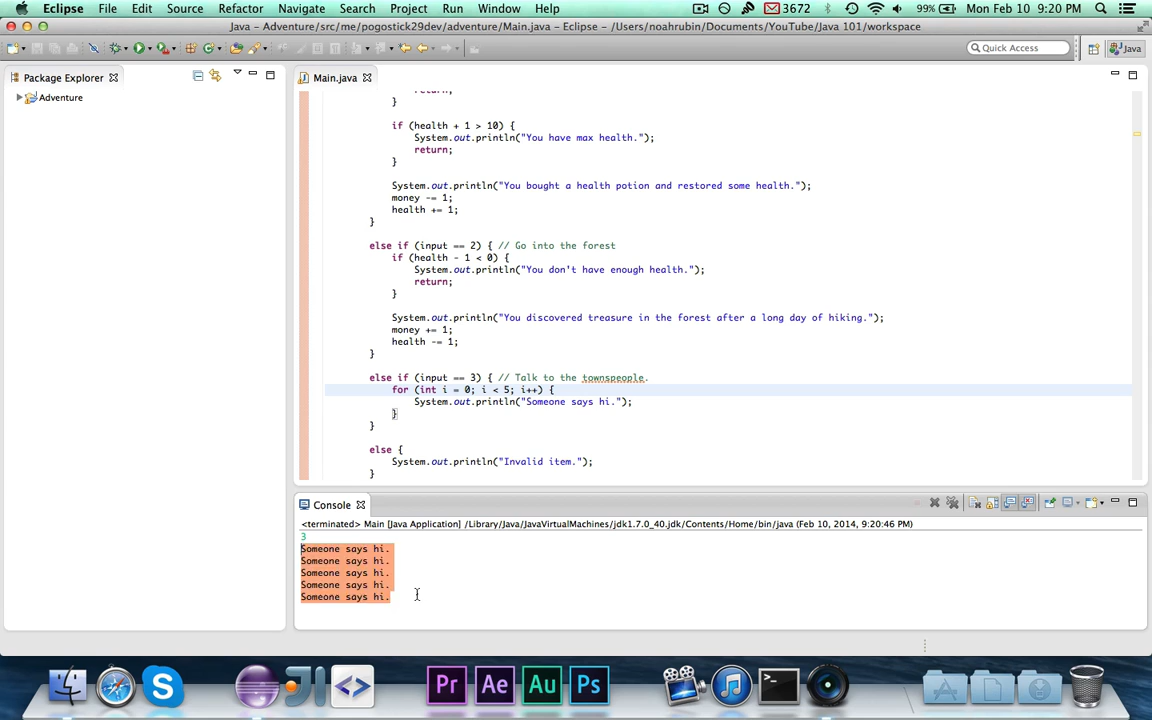 Eclipse File Edit Source Refactor Navigate Search Project Run Window Help 3672 99% Mon Feb 10 9:20 PM
Java - Adventure/src/me/pogostick29dev/adventure/Main.java - Eclipse - /Users/noahrubin/Documents/YouTube/Java 101/workspace
Quick Access Java
Package Explorer
Adventure
Main.java
return;
}
if (health + 1 > 10) {
System.out.println("You have max health.");
return;
}
System.out.println("You bought a health potion and restored some health.");
money -= 1;
health += 1;
}
else if (input == 2) { // Go into the forest
if (health - 1 < 0) {
System.out.println("You don't have enough health.");
return;
}
System.out.println("You discovered treasure in the forest after a long day of hiking.");
money += 1;
health -= 1;
}
else if (input == 3) { // Talk to the townspeople.
for (int i = 0; i < 5; i++) {
System.out.println("Someone says hi.");
}
}
else {
System.out.println("Invalid item.");
}
Console
<terminated> Main [Java Application] /Library/Java/JavaVirtualMachines/jdk1.7.0_40.jdk/Contents/Home/bin/java (Feb 10, 2014, 9:20:46 PM)
3
Someone says hi.
Someone says hi.
Someone says hi.
Someone says hi.
Someone says hi.
Pr Ae Au Ps